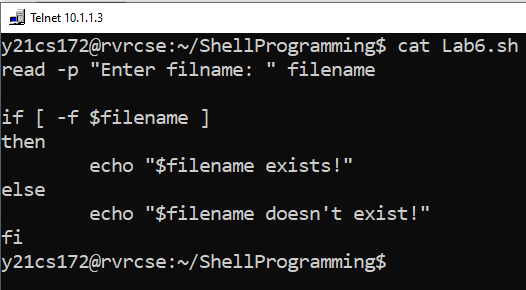 Telnet 10.1.1.3
y21cs172@rvrcse:~/ShellProgramming$ cat Lab6.sh
read -p "Enter filname: " filename
if [ -f $filename ]
then
echo "$filename exists!"
else
echo "$filename doesn't exist!"
fi
y21cs172@rvrcse:~/ShellProgramming$